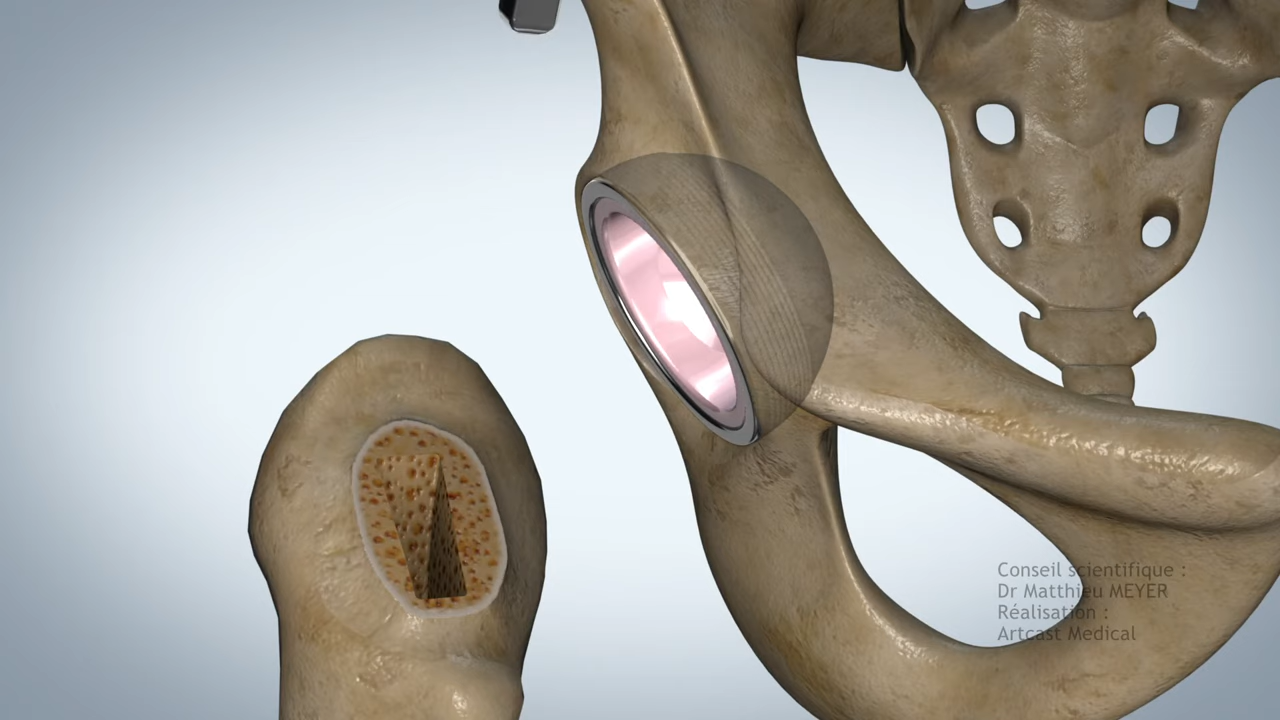 Conseil scientifique :
Dr Matthieu MEYER
Réalisation :
Artcast Medical